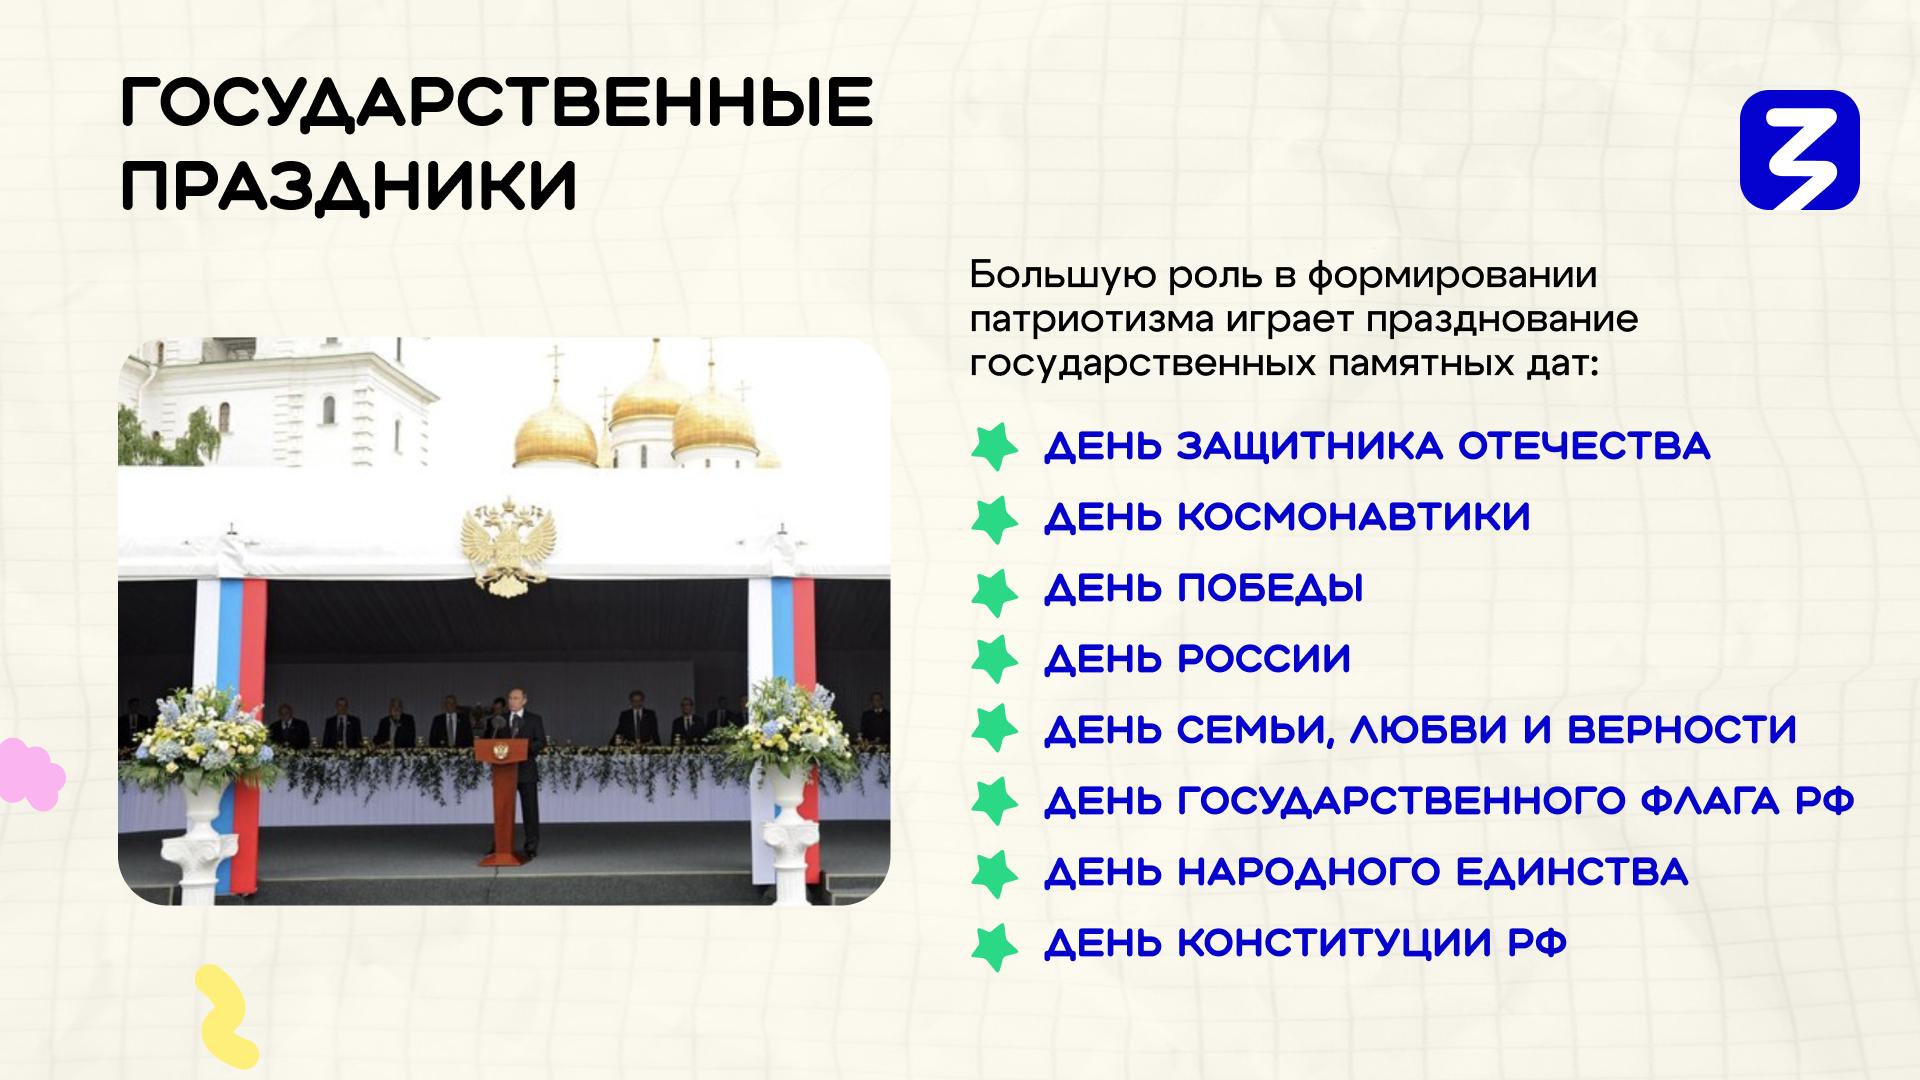 ГОСУДАРСТВЕННЫЕ
ПРАЗДНИКИ
Большую роль в формировании
патриотизма играет празднование
государственных памятных дат:
ДЕНЬ ЗАЩИТНИКА ОТЕЧЕСТВА
ДЕНЬ КОСМОНАВТИКИ
ДЕНЬ ПОБЕДЫ
ДЕНЬ РОССИИ
ДЕНЬ СЕМЬИ, ЛЮБВИ И ВЕРНОСТИ
ДЕНЬ ГОСУДАРСТВЕННОГО ФЛАГА РФ
ДЕНЬ НАРОДНОГО ЕДИНСТВА
ДЕНЬ КОНСТИТУЦИИ РФ